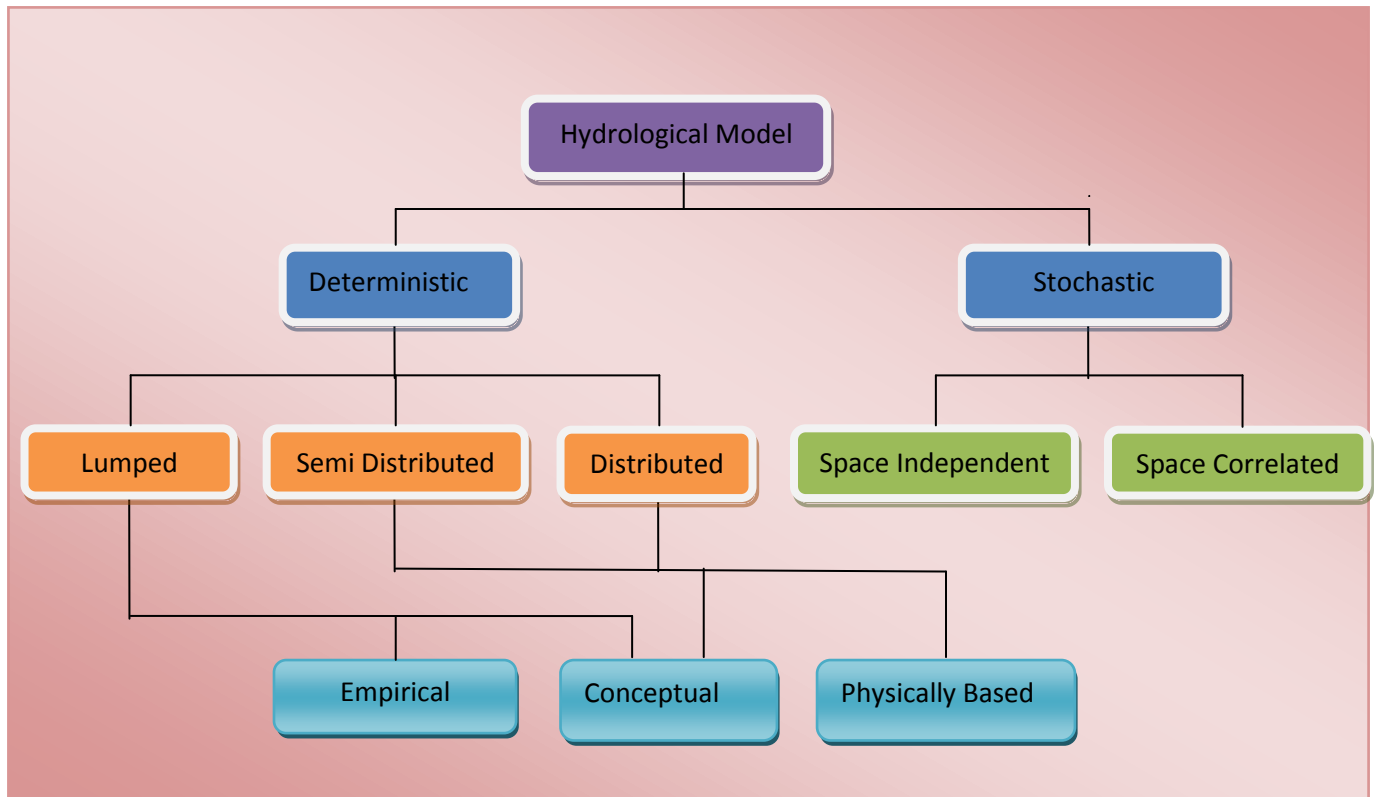 Hydrological Model
Deterministic
Stochastic
Lumped
Semi Distributed
Distributed
Space Independent
Space Correlated
Empirical
Conceptual
Physically Based